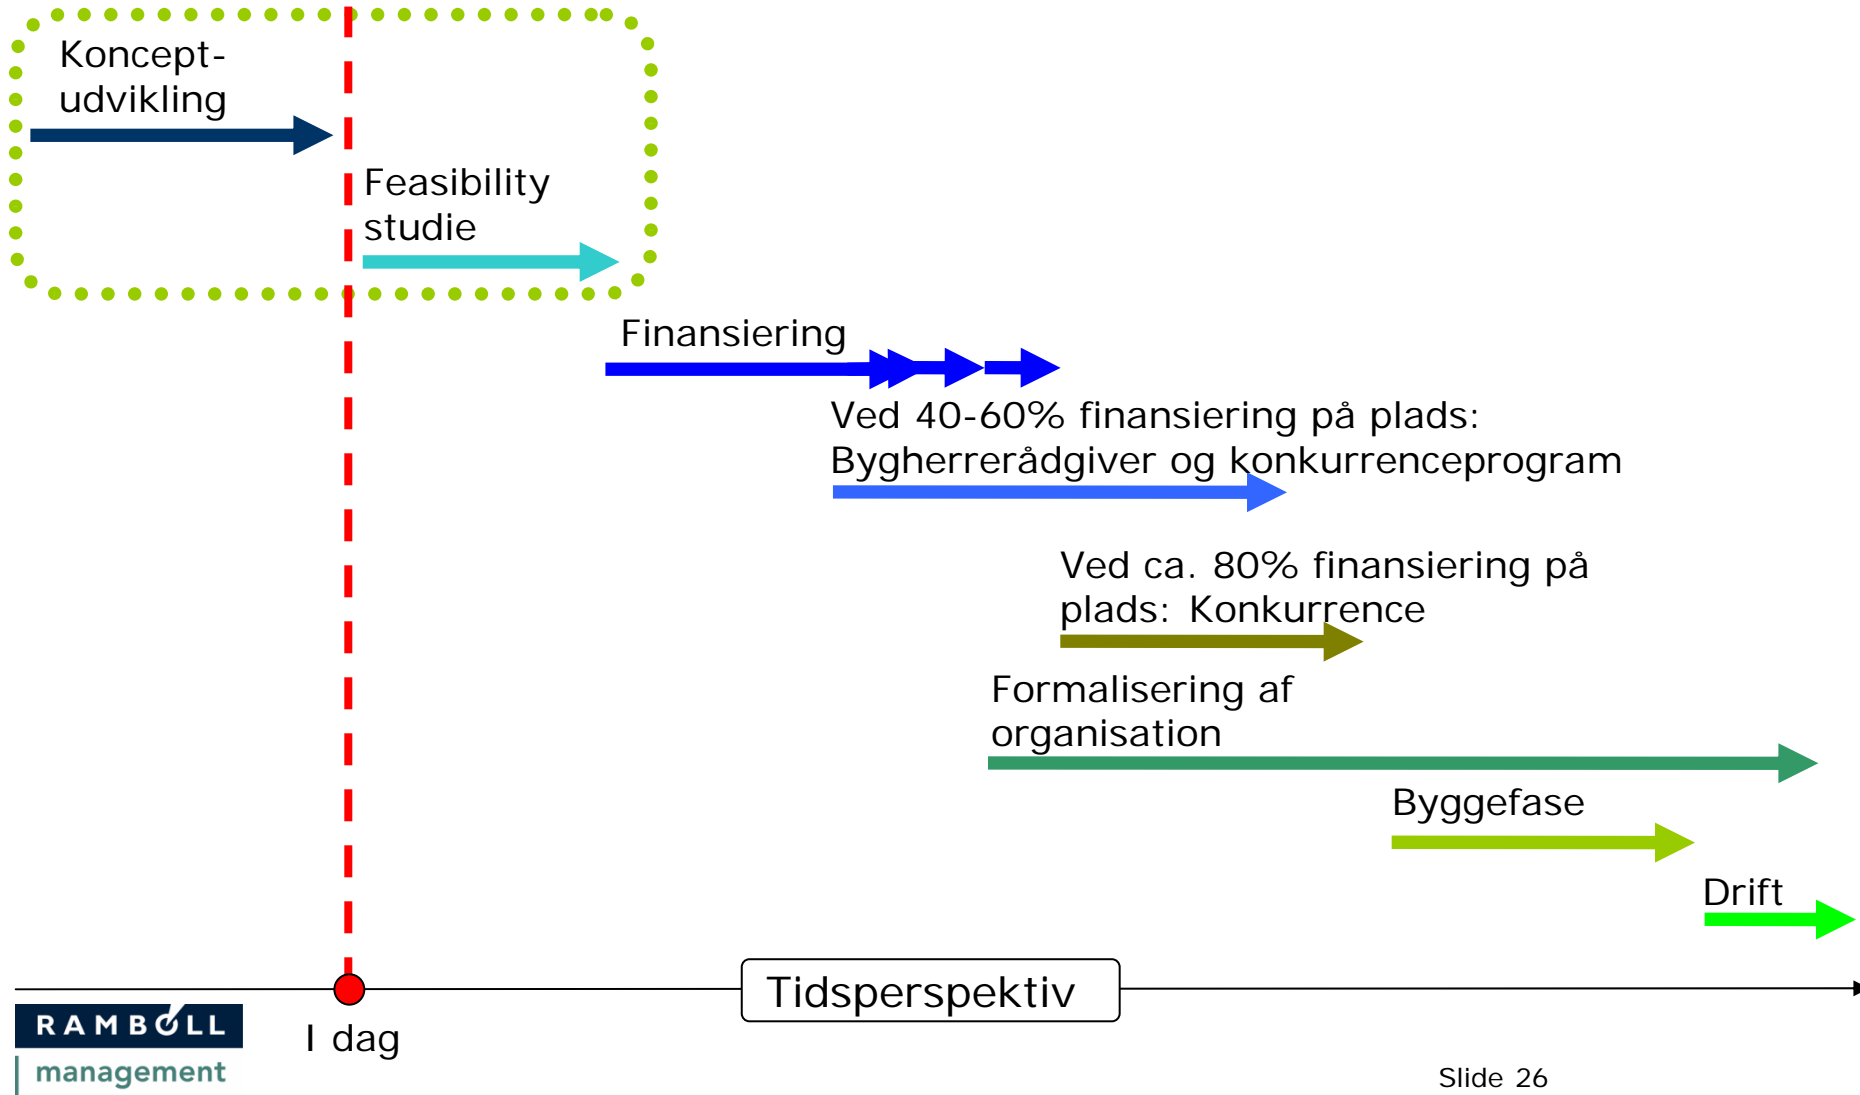 Koncept-
udvikling
Feasibility
studie
Finansiering
Ved 40-60% finansiering på plads:
Bygherrerådgiver og konkurrenceprogram
Ved ca. 80% finansiering på
plads: Konkurrence
Formalisering af
organisation
Byggefase
Drift
Tidsperspektiv
I dag
RAMBØLL
management
Slide 26